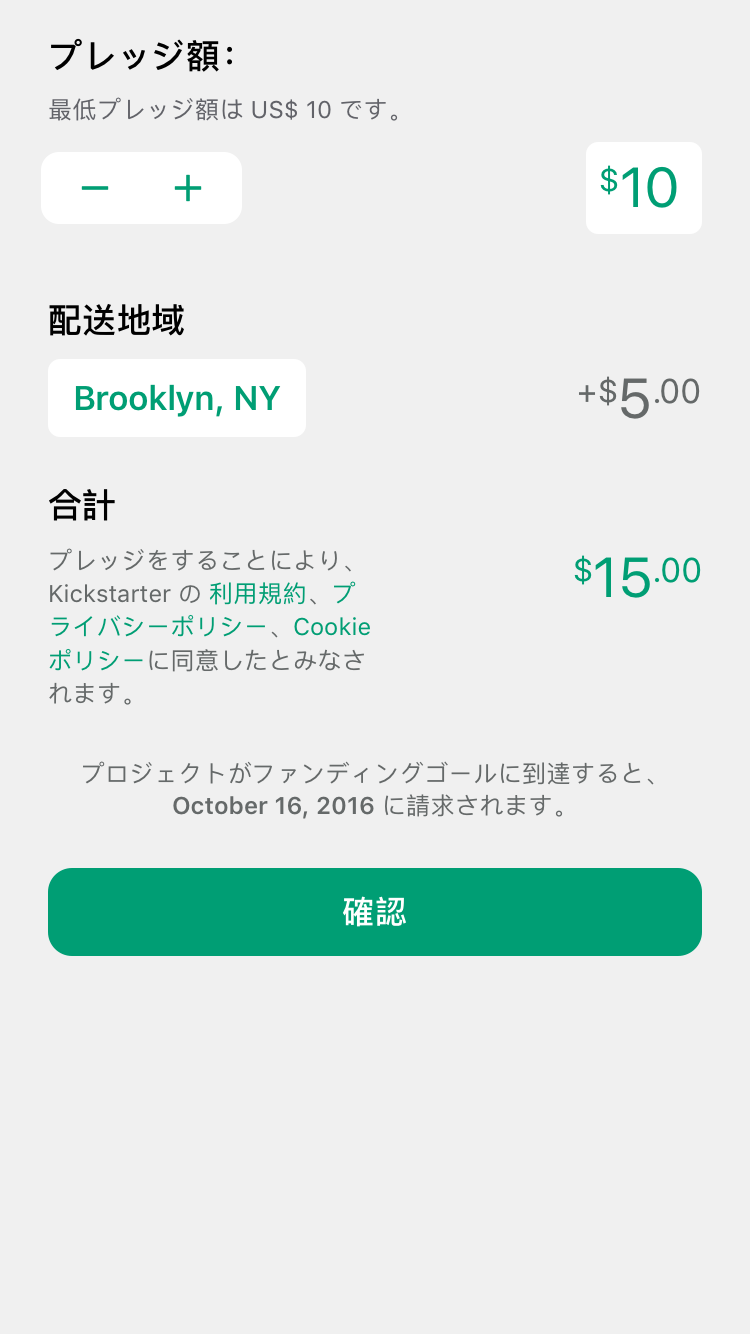 プレッジ額：
最低プレッジ額は US$ 10 です。
− +
$10
配送地域
Brooklyn, NY
+$5.00
合計
プレッジをすることにより、
Kickstarter の 利用規約、プ
ライバシーポリシー、Cookie
ポリシーに同意したとみなさ
れます。
$15.00
プロジェクトがファンディングゴールに到達すると、
October 16, 2016 に請求されます。
確認